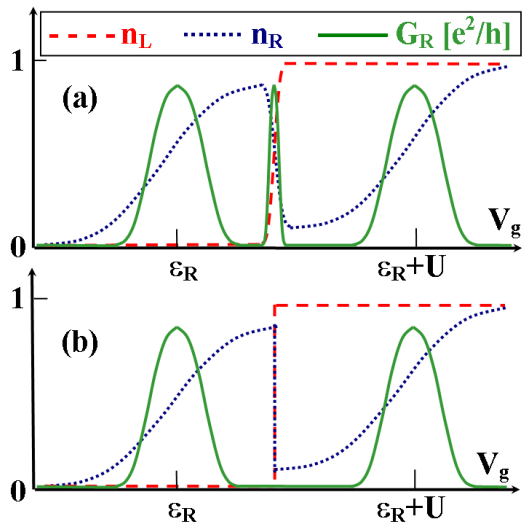 n_L n_R G_R [e²/h]
1
(a)
V_g
0
ε_R ε_R+U
1
(b)
V_g
0
ε_R ε_R+U